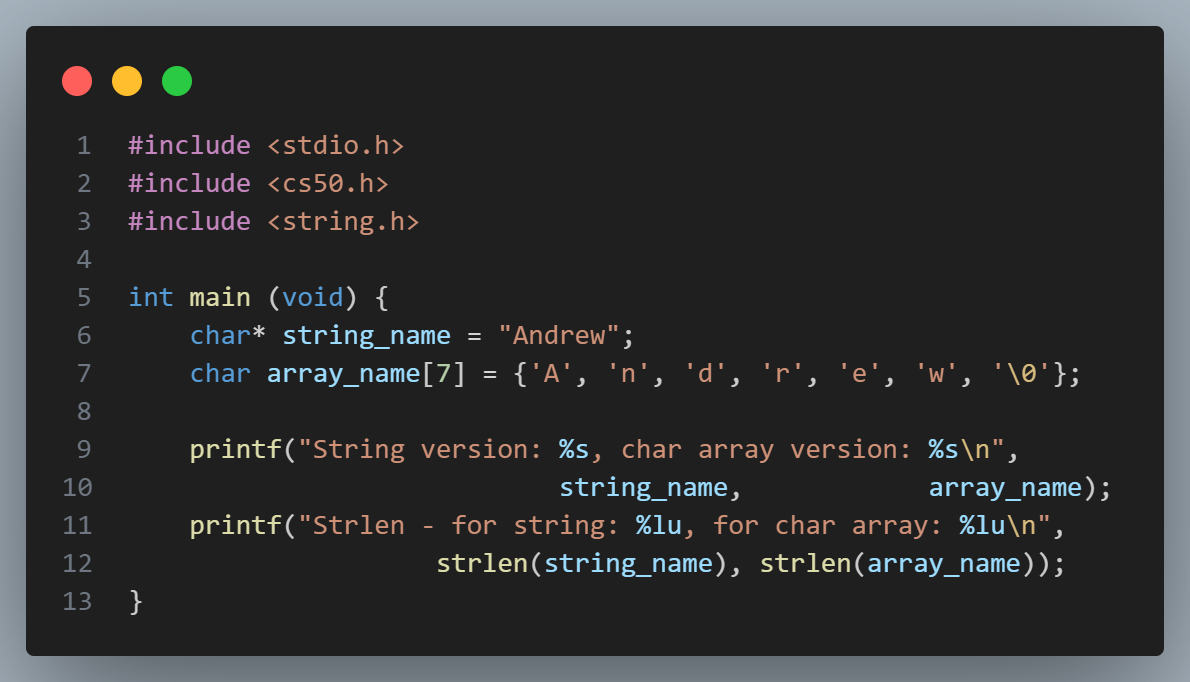 1 #include <stdio.h>
2 #include <cs50.h>
3 #include <string.h>
4
5 int main (void) {
6     char* string_name = "Andrew";
7     char array_name[7] = {'A', 'n', 'd', 'r', 'e', 'w', '\0'};
8
9     printf("String version: %s, char array version: %s\n",
10                             string_name,            array_name);
11     printf("Strlen - for string: %lu, for char array: %lu\n",
12                     strlen(string_name), strlen(array_name));
13 }